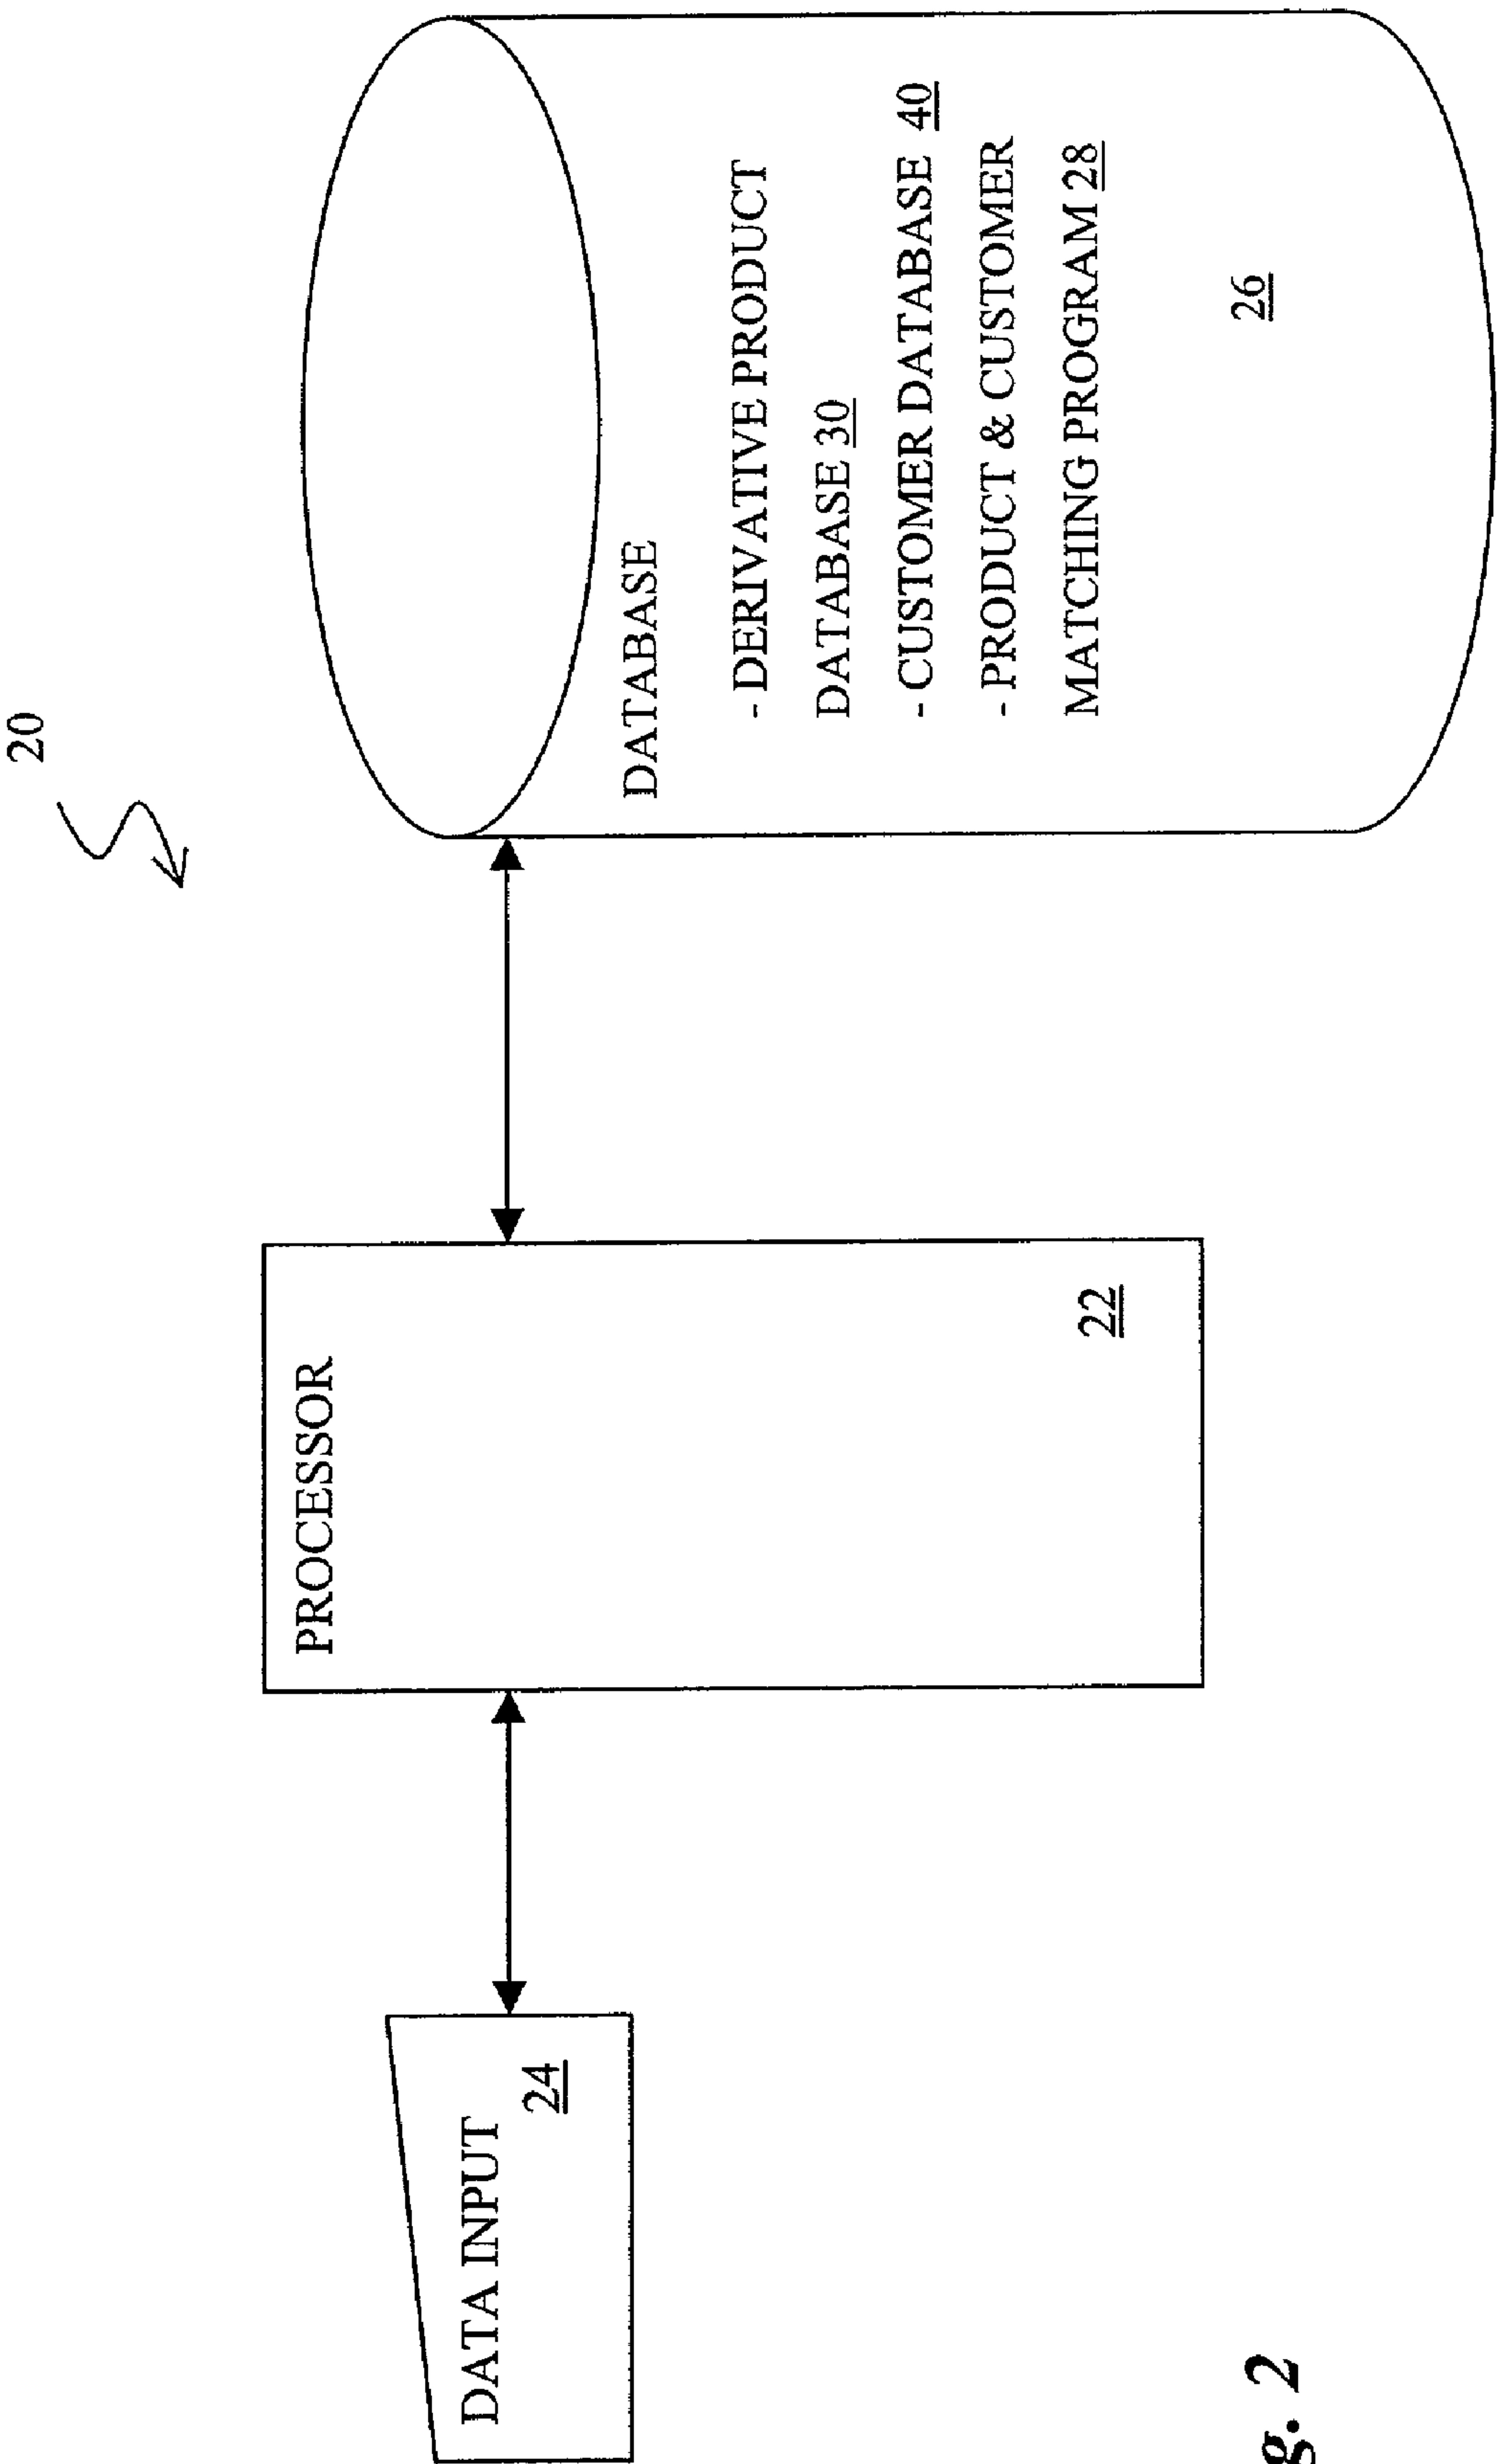 20
DATA INPUT
24
PROCESSOR
22
DATABASE
- DERIVATIVE PRODUCT
DATABASE 30
- CUSTOMER DATABASE 40
- PRODUCT & CUSTOMER
MATCHING PROGRAM 28
26
g. 2